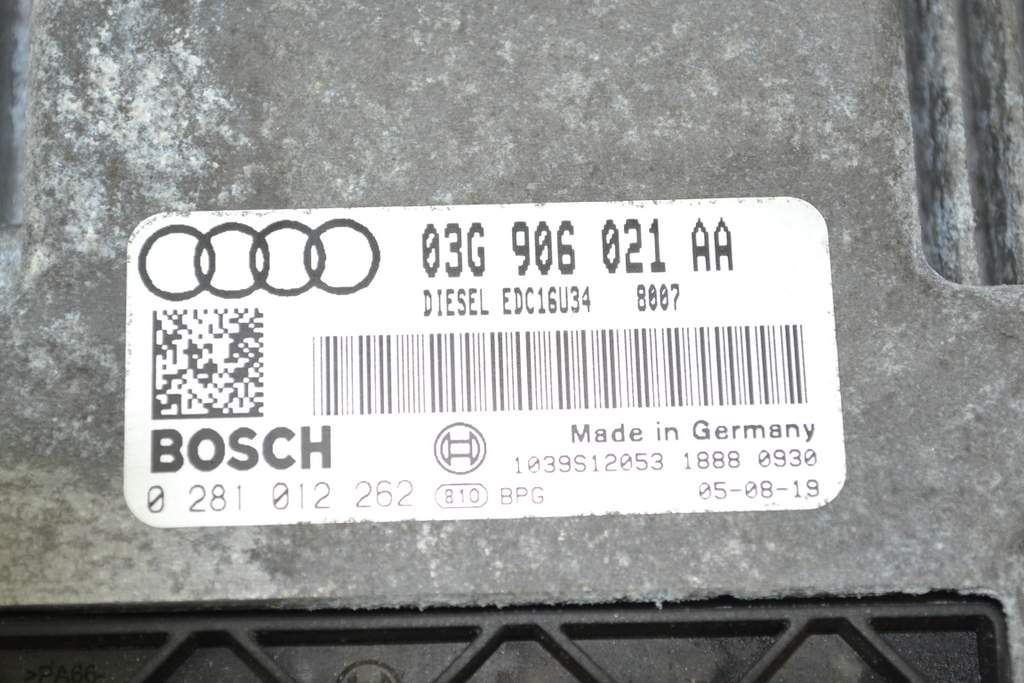 03G 906 021 AA
DIESEL EDC16U34 8007
BOSCH
Made in Germany
1039S12053 1888 0930
0 281 012 262 810 BPG 05-08-19
>PA66-